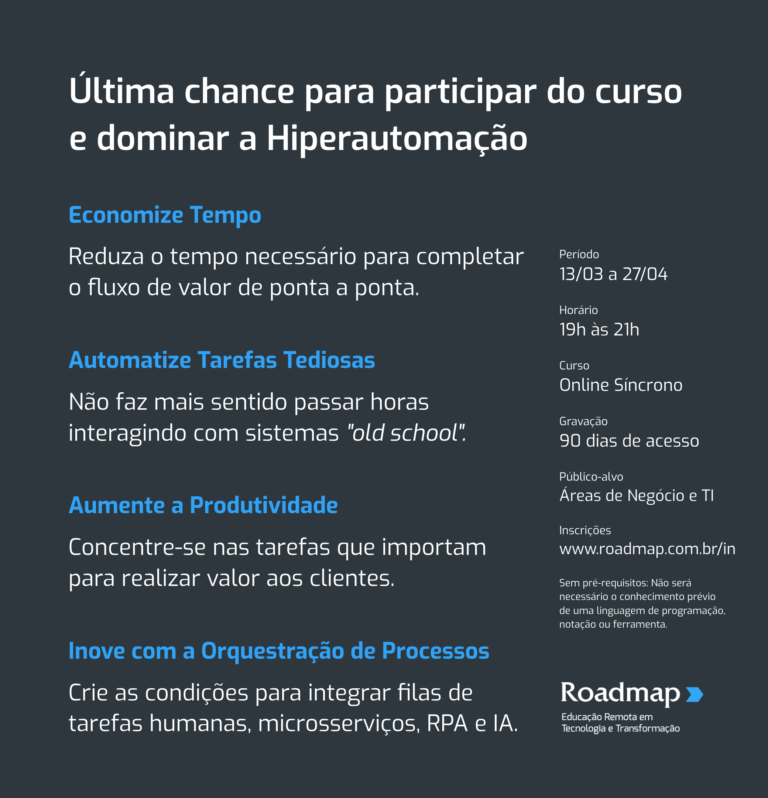 Última chance para participar do curso
e dominar a Hiperautomação
Economize Tempo
Reduza o tempo necessário para completar
o fluxo de valor de ponta a ponta.
Automatize Tarefas Tediosas
Não faz mais sentido passar horas
interagindo com sistemas "old school".
Aumente a Produtividade
Concentre-se nas tarefas que importam
para realizar valor aos clientes.
Inove com a Orquestração de Processos
Crie as condições para integrar filas de
tarefas humanas, microsserviços, RPA e IA.
Período
13/03 a 27/04
Horário
19h às 21h
Curso
Online Síncrono
Gravação
90 dias de acesso
Público-alvo
Áreas de Negócio e TI
Inscrições
www.roadmap.com.br/in
Sem pré-requisitos: Não será
necessário o conhecimento prévio
de uma linguagem de programação,
notação ou ferramenta.
Roadmap
Educação Remota em
Tecnologia e Transformação